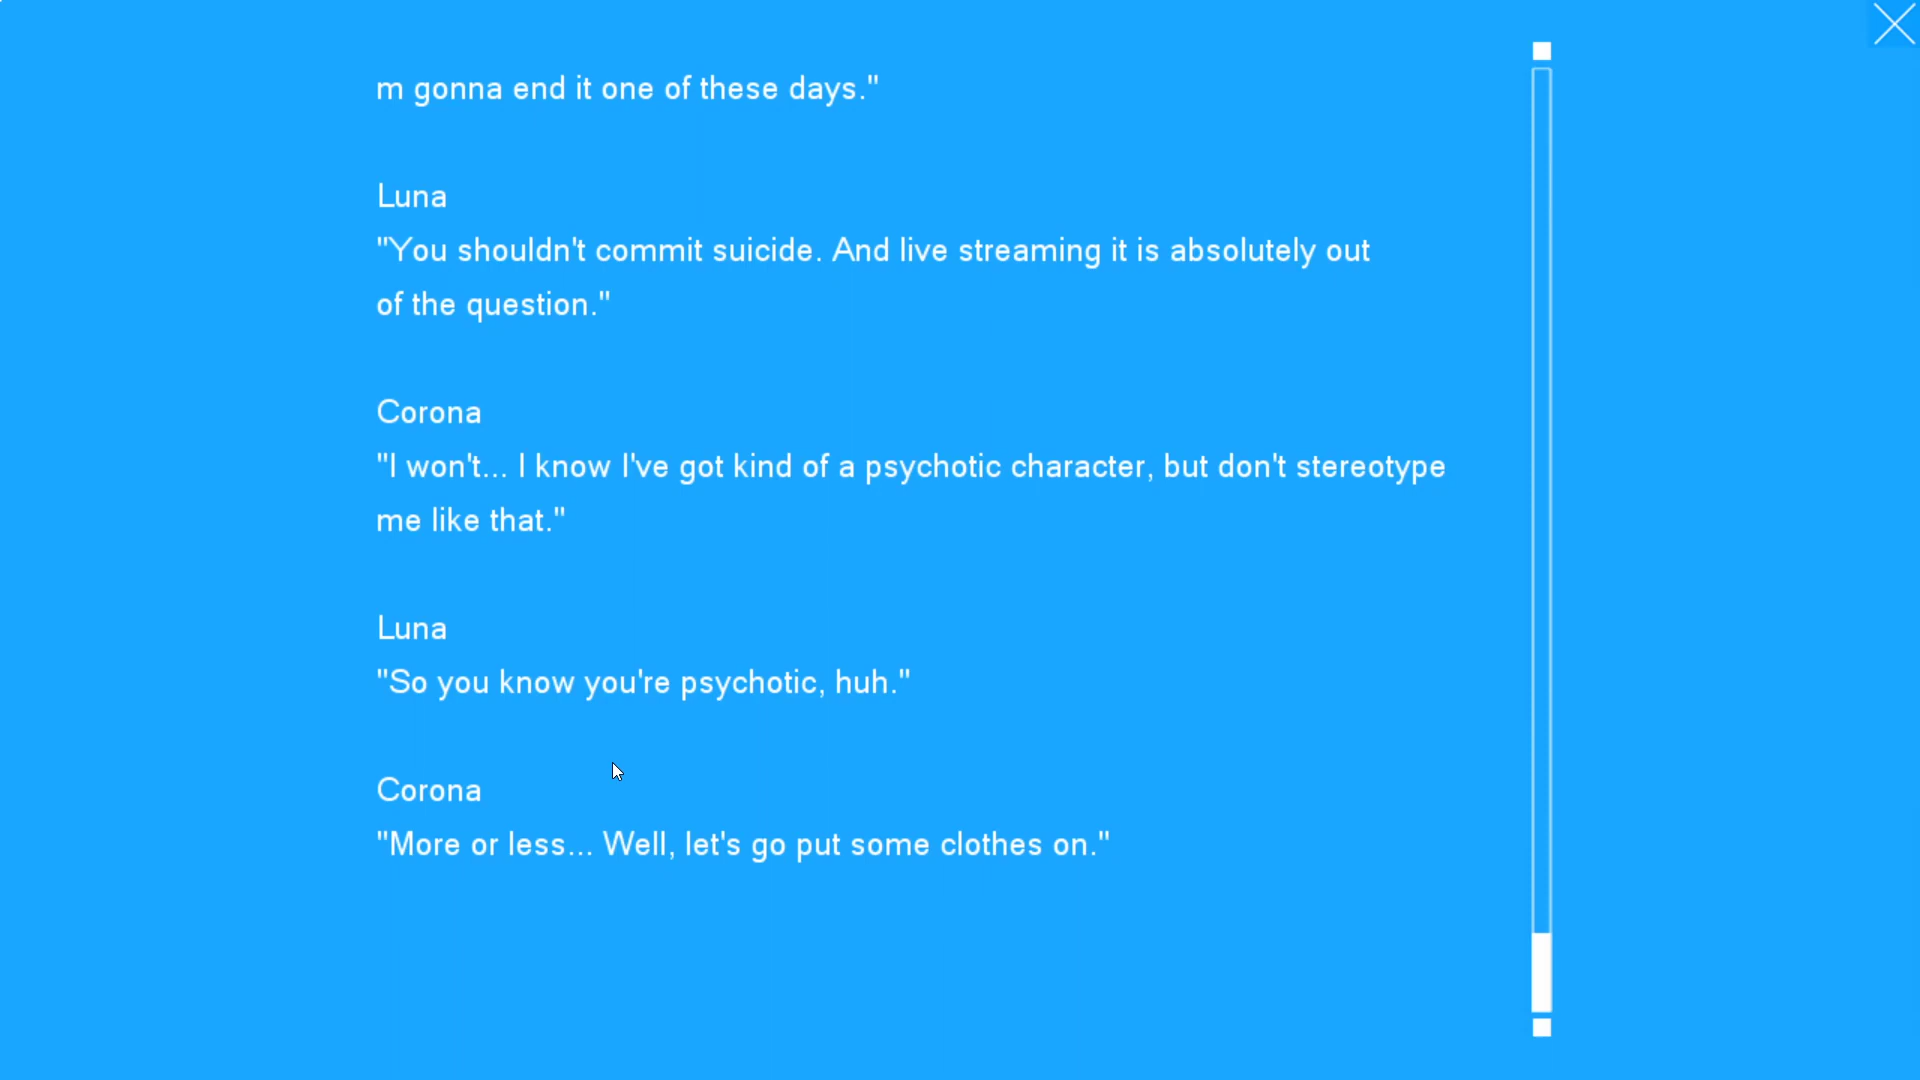 m gonna end it one of these days."
Luna
"You shouldn't commit suicide. And live streaming it is absolutely out
of the question."
Corona
"I won't... I know I've got kind of a psychotic character, but don't stereotype
me like that."
Luna
"So you know you're psychotic, huh."
Corona
"More or less... Well, let's go put some clothes on."